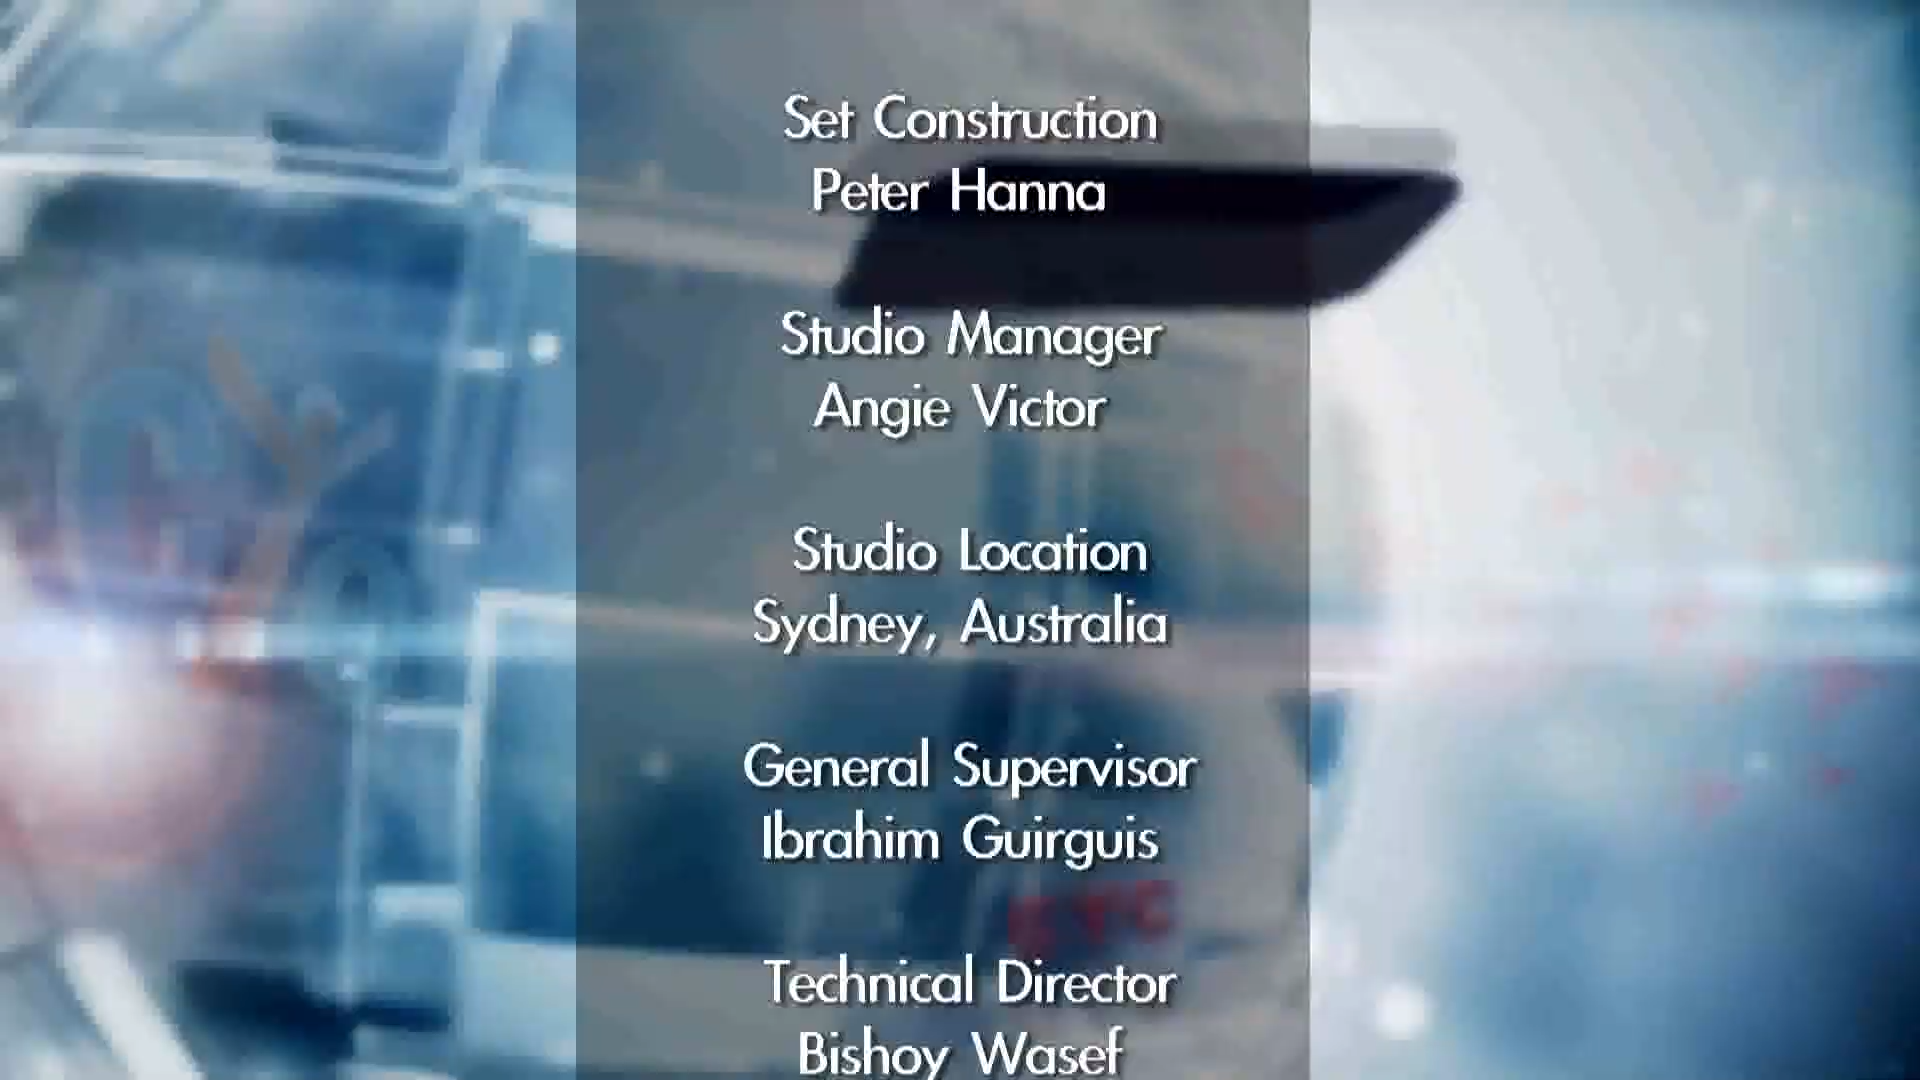 Set Construction
Peter Hanna
Studio Manager
Angie Victor
Studio Location
Sydney, Australia
General Supervisor
Ibrahim Guirguis
Technical Director
Bishoy Wasef